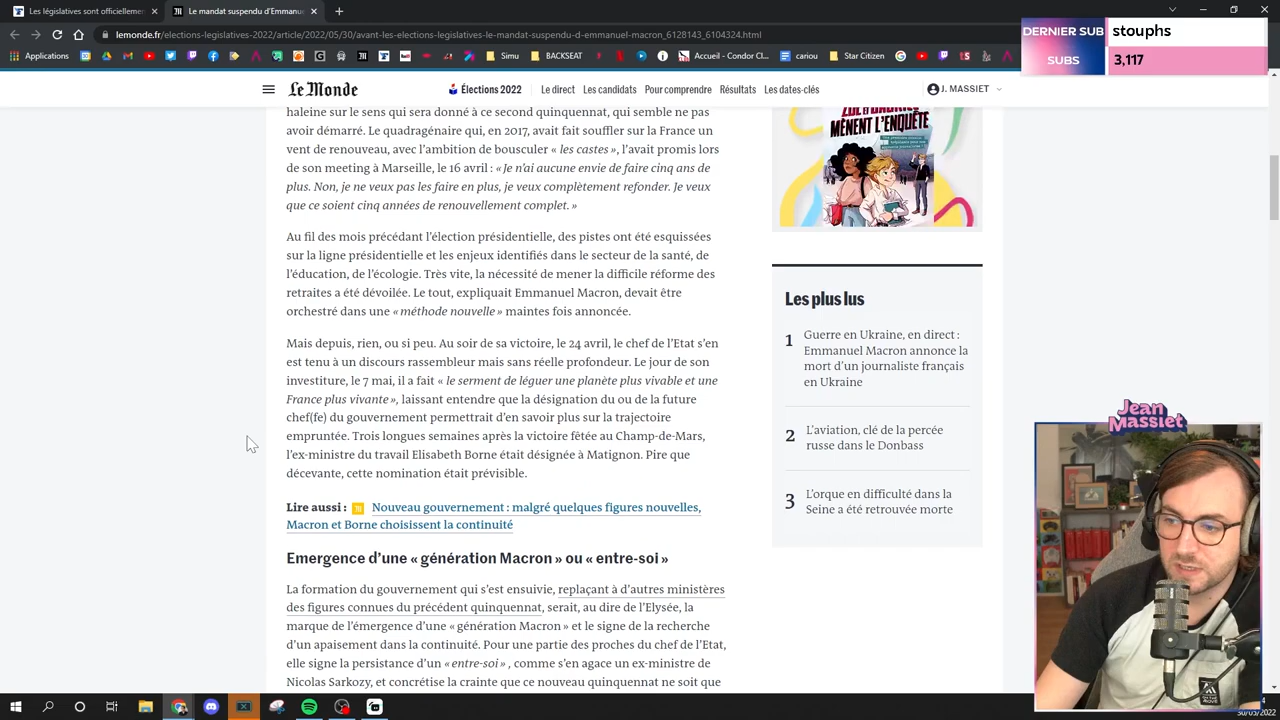 Les législatives sont officiellemen
Le mandat suspendu d'Emmanue
lemonde.fr/elections-legislatives-2022/article/2022/05/30/avant-les-elections-legislatives-le-mandat-suspendu-d-emmanuel-macron_6128143_6104324.html
Applications
Simu
BACKSEAT
Accueil - Condor Cl...
cariou
Star Citizen
DERNIER SUB
stouphs
SUBS
3,117
Le Monde
Élections 2022
Le direct
Les candidats
Pour comprendre
Résultats
Les dates-clés
J. MASSIET
haleine sur le sens qui sera donné à ce second quinquennat, qui semble ne pas
avoir démarré. Le quadragénaire qui, en 2017, avait fait souffler sur la France un
vent de renouveau, avec l'ambition de bousculer « les castes », l'avait promis lors
de son meeting à Marseille, le 16 avril : « Je n'ai aucune envie de faire cinq ans de
plus. Non, je ne veux pas les faire en plus, je veux complètement refonder. Je veux
que ce soient cinq années de renouvellement complet. »
Au fil des mois précédant l'élection présidentielle, des pistes ont été esquissées
sur la ligne présidentielle et les enjeux identifiés dans le secteur de la santé, de
l'éducation, de l'écologie. Très vite, la nécessité de mener la difficile réforme des
retraites a été dévoilée. Le tout, expliquait Emmanuel Macron, devait être
orchestré dans une « méthode nouvelle » maintes fois annoncée.
Mais depuis, rien, ou si peu. Au soir de sa victoire, le 24 avril, le chef de l'Etat s'en
est tenu à un discours rassembleur mais sans réelle profondeur. Le jour de son
investiture, le 7 mai, il a fait « le serment de léguer une planète plus vivable et une
France plus vivante », laissant entendre que la désignation du ou de la future
chef(fe) du gouvernement permettrait d'en savoir plus sur la trajectoire
empruntée. Trois longues semaines après la victoire fêtée au Champ-de-Mars,
l'ex-ministre du travail Elisabeth Borne était désignée à Matignon. Pire que
décevante, cette nomination était prévisible.
Lire aussi : Nouveau gouvernement : malgré quelques figures nouvelles,
Macron et Borne choisissent la continuité
Emergence d'une « génération Macron » ou « entre-soi »
La formation du gouvernement qui s'est ensuivie, replaçant à d'autres ministères
des figures connues du précédent quinquennat, serait, au dire de l'Elysée, la
marque de l'émergence d'une « génération Macron » et le signe de la recherche
d'un apaisement dans la continuité. Pour une partie des proches du chef de l'Etat,
elle signe la persistance d'un « entre-soi » , comme s'en agace un ex-ministre de
Nicolas Sarkozy, et concrétise la crainte que ce nouveau quinquennat ne soit que
MÈNENT L'ENQUÊTE
Les plus lus
1
Guerre en Ukraine, en direct :
Emmanuel Macron annonce la
mort d'un journaliste français
en Ukraine
2
L'aviation, clé de la percée
russe dans le Donbass
3
L'orque en difficulté dans la
Seine a été retrouvée morte
Jean
Massiet
30/05/2022